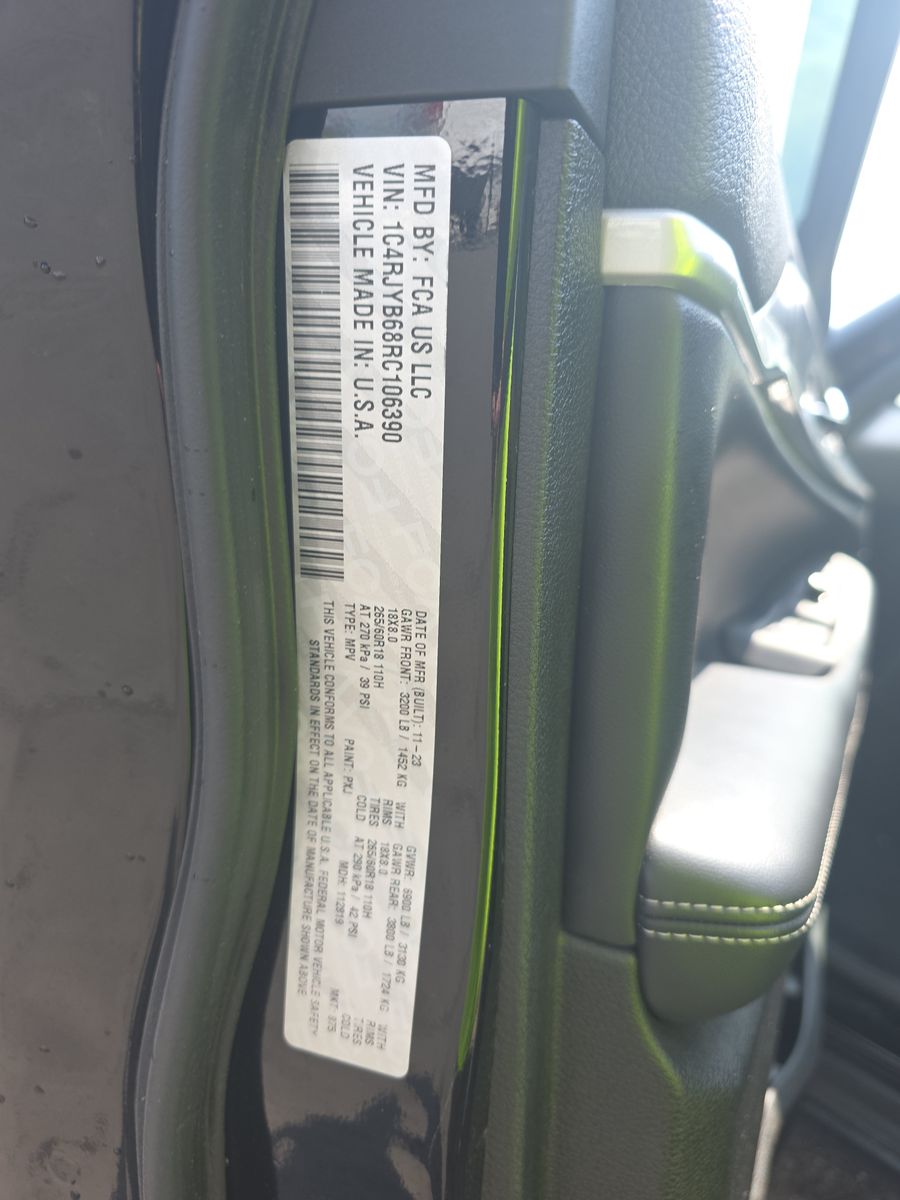 MFD BY: FCA US LLC
VIN: 1C4RJYB68RC106390
VEHICLE MADE IN: U.S.A.
DATE OF MFR (BUILT): 11-23 GVWR: 6900 LB / 3130 KG
GAWR FRONT: 3200 LB / 1452 KG WITH GAWR REAR: 3800 LB / 1724 KG WITH
18X8.0 RIMS 18X8.0 RIMS
265/60R18 110H TIRES 265/60R18 110H TIRES
AT 270 kPa / 39 PSI COLD AT 290 kPa / 42 PSI COLD
TYPE: MPV PAINT: PXJ MDH: 112819 MKT:
THIS VEHICLE CONFORMS TO ALL APPLICABLE U.S.A. FEDERAL MOTOR VEHICLE SAFETY
STANDARDS IN EFFECT ON THE DATE OF MANUFACTURE SHOWN ABOVE